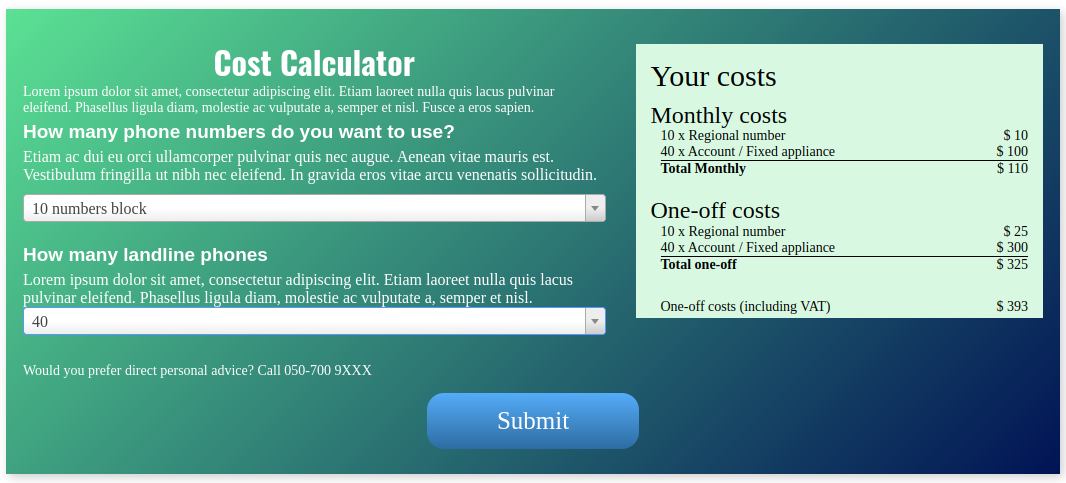 Cost Calculator
Lorem ipsum dolor sit amet, consectetur adipiscing elit. Etiam laoreet nulla quis lacus pulvinar
eleifend. Phasellus ligula diam, molestie ac vulputate a, semper et nisl. Fusce a eros sapien.
How many phone numbers do you want to use?
Etiam ac dui eu orci ullamcorper pulvinar quis nec augue. Aenean vitae mauris est.
Vestibulum fringilla ut nibh nec eleifend. In gravida eros vitae arcu venenatis sollicitudin.
10 numbers block
How many landline phones
Lorem ipsum dolor sit amet, consectetur adipiscing elit. Etiam laoreet nulla quis lacus
pulvinar eleifend. Phasellus ligula diam, molestie ac vulputate a, semper et nisl.
40
Would you prefer direct personal advice? Call 050-700 9XXX
Submit
Your costs
Monthly costs
10 x Regional number $ 10
40 x Account / Fixed appliance $ 100
Total Monthly $ 110
One-off costs
10 x Regional number $ 25
40 x Account / Fixed appliance $ 300
Total one-off $ 325
One-off costs (including VAT) $ 393